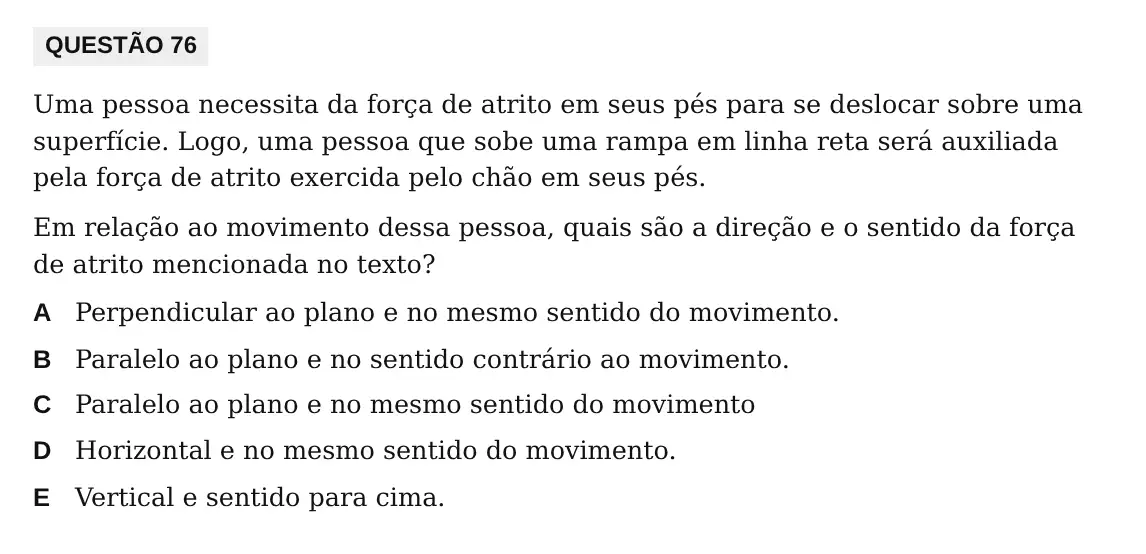 QUESTÃO 76
Uma pessoa necessita da força de atrito em seus pés para se deslocar sobre uma
superfície. Logo, uma pessoa que sobe uma rampa em linha reta será auxiliada
pela força de atrito exercida pelo chão em seus pés.
Em relação ao movimento dessa pessoa, quais são a direção e o sentido da força
de atrito mencionada no texto?
A Perpendicular ao plano e no mesmo sentido do movimento.
B Paralelo ao plano e no sentido contrário ao movimento.
C Paralelo ao plano e no mesmo sentido do movimento
D Horizontal e no mesmo sentido do movimento.
E Vertical e sentido para cima.